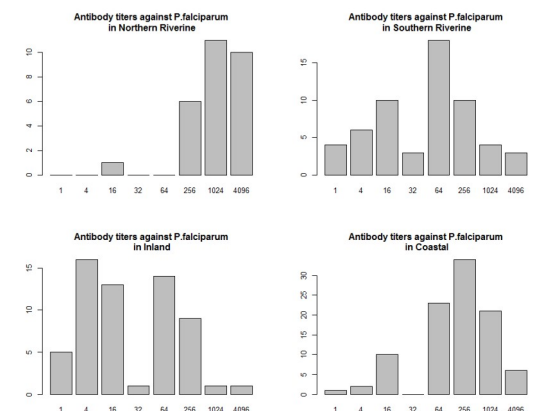 Antibody titers against P.falciparum
in Northern Riverine
10
8
6
4
2
0
1 4 16 32 64 256 1024 4096
Antibody titers against P.falciparum
in Southern Riverine
15
10
5
0
1 4 16 32 64 256 1024 4096
Antibody titers against P.falciparum
in Inland
15
10
5
0
1 4 16 32 64 256 1024 4096
Antibody titers against P.falciparum
in Coastal
30
25
20
15
10
5
0
1 4 16 32 64 256 1024 4096